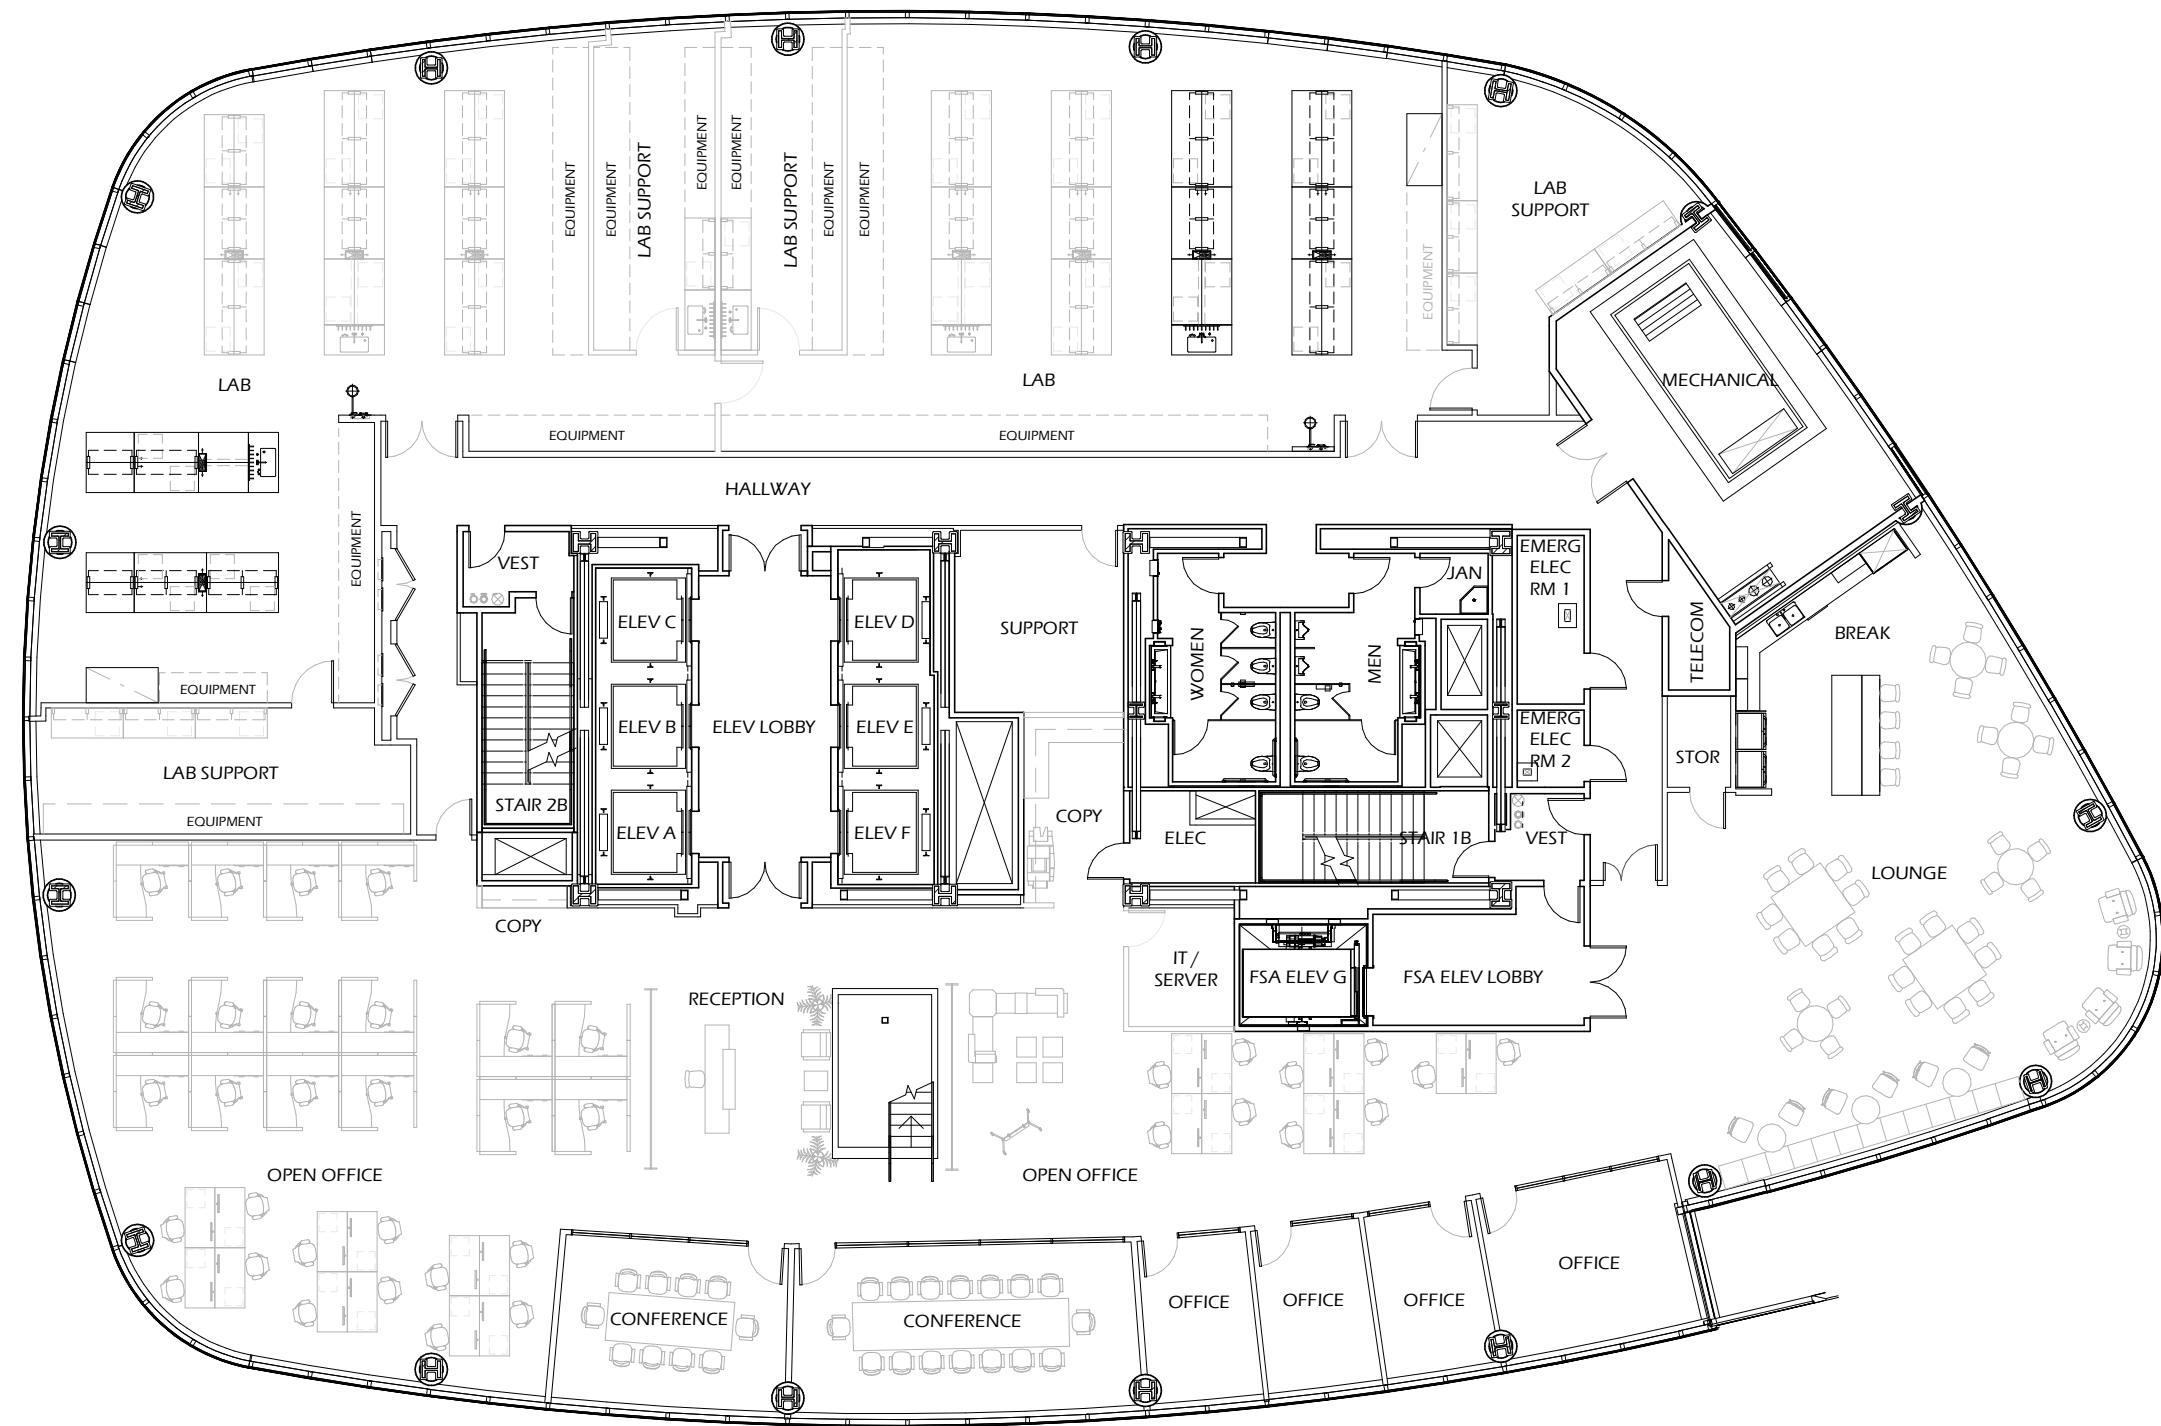 EQUIPMENT
EQUIPMENT
LAB SUPPORT
EQUIPMENT
EQUIPMENT
LAB SUPPORT
EQUIPMENT
EQUIPMENT
LAB
SUPPORT
EQUIPMENT
LAB
LAB
MECHANICAL
EQUIPMENT
EQUIPMENT
HALLWAY
EQUIPMENT
VEST
ELEV C
ELEV D
SUPPORT
WOMEN
MEN
JAN
EMERG
ELEC
RM 1
TELECOM
BREAK
EQUIPMENT
ELEV B
ELEV LOBBY
ELEV E
EMERG
ELEC
RM 2
STOR
LAB SUPPORT
EQUIPMENT
STAIR 2B
ELEV A
ELEV F
COPY
ELEC
STAIR 1B
VEST
LOUNGE
COPY
RECEPTION
IT /
SERVER
FSA ELEV G
FSA ELEV LOBBY
OPEN OFFICE
OPEN OFFICE
CONFERENCE
CONFERENCE
OFFICE
OFFICE
OFFICE
OFFICE